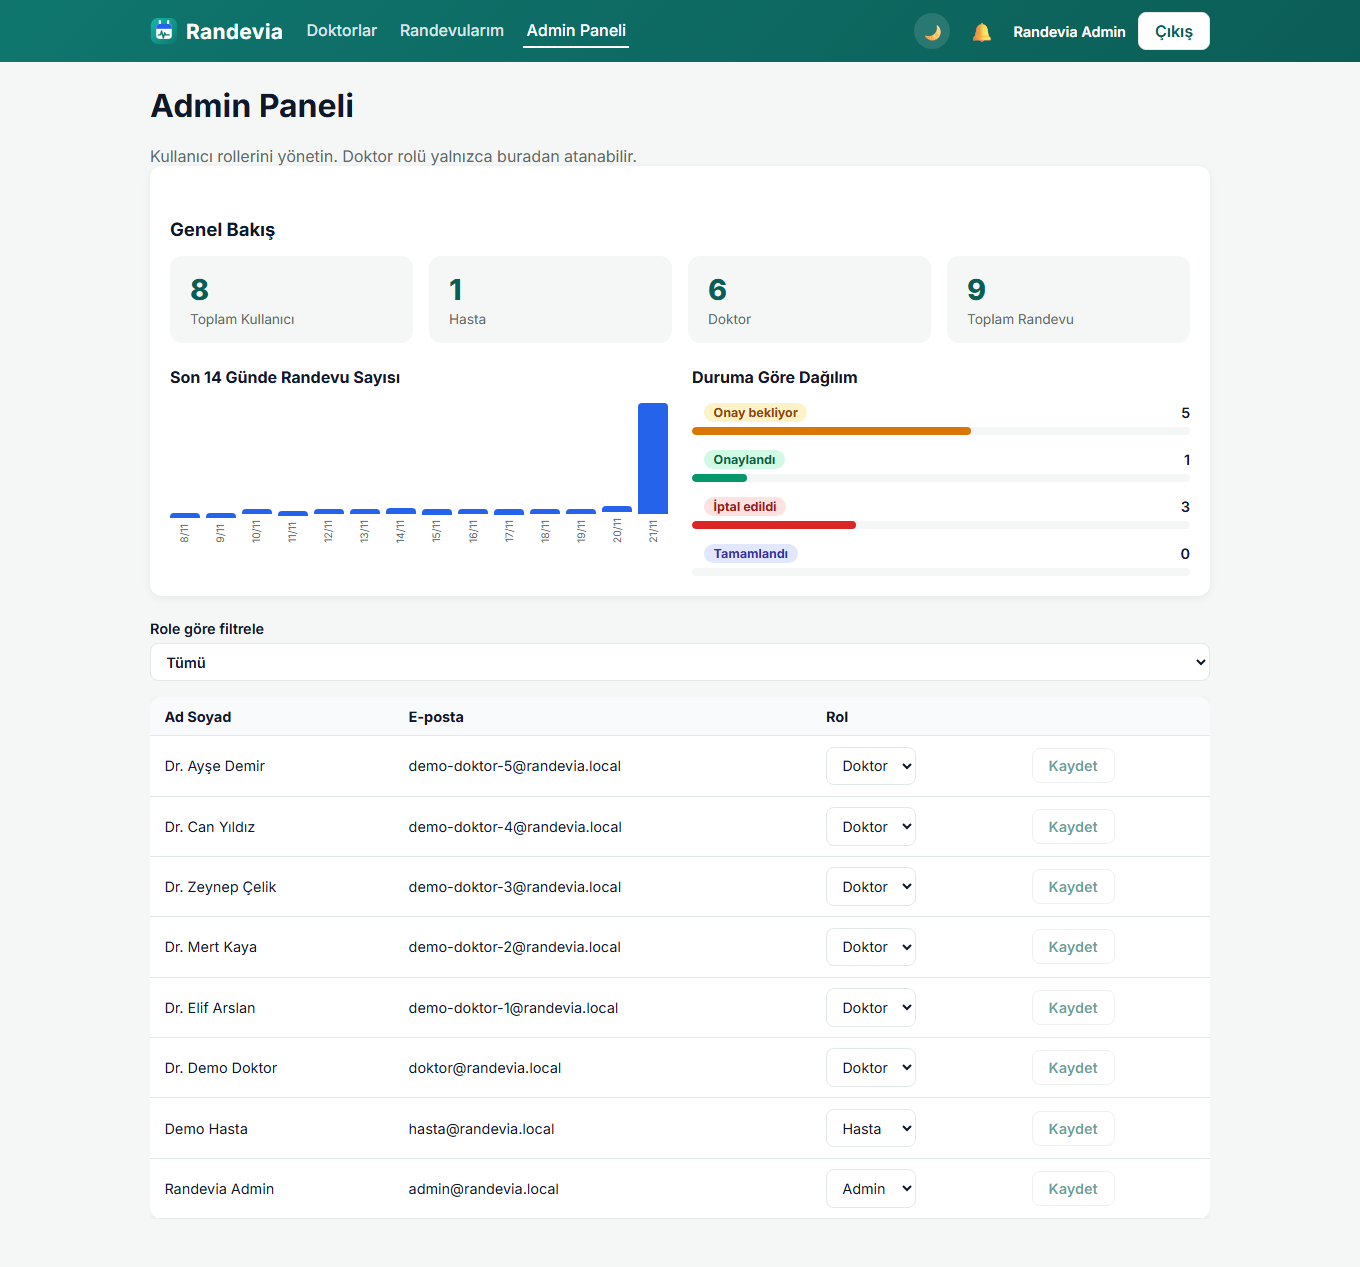 Randevia Doktorlar Randevularım Admin Paneli Randevia Admin Çıkış
Admin Paneli
Kullanıcı rollerini yönetin. Doktor rolü yalnızca buradan atanabilir.
Genel Bakış
8
Toplam Kullanıcı
1
Hasta
6
Doktor
9
Toplam Randevu
Son 14 Günde Randevu Sayısı
8/11 9/11 10/11 11/11 12/11 13/11 14/11 15/11 16/11 17/11 18/11 19/11 20/11 21/11
Duruma Göre Dağılım
Onay bekliyor 5
Onaylandı 1
İptal edildi 3
Tamamlandı 0
Role göre filtrele
Tümü
Ad Soyad E-posta Rol
Dr. Ayşe Demir demo-doktor-5@randevia.local Doktor Kaydet
Dr. Can Yıldız demo-doktor-4@randevia.local Doktor Kaydet
Dr. Zeynep Çelik demo-doktor-3@randevia.local Doktor Kaydet
Dr. Mert Kaya demo-doktor-2@randevia.local Doktor Kaydet
Dr. Elif Arslan demo-doktor-1@randevia.local Doktor Kaydet
Dr. Demo Doktor doktor@randevia.local Doktor Kaydet
Demo Hasta hasta@randevia.local Hasta Kaydet
Randevia Admin admin@randevia.local Admin Kaydet